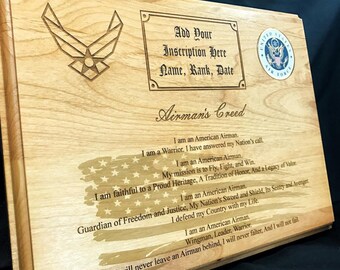 Add Your
Inscription Here
Name, Rank, Date
Airman's Creed
I am an American Airman.
I am a Warrior, I have answered my Nation's call.
I am an American Airman.
My mission is to Fly, Fight, and Win.
I am faithful to a Proud Heritage, A Tradition of Honor, And a Legacy of Valor.
I am an American Airman,
Guardian of Freedom and Justice, My Nation's Sword and Shield, Its Sentry and Avenger.
I defend my Country with my Life.
I am an American Airman.
Wingman, Leader, Warrior.
will never leave an Airman behind, I will never falter, And I will not fail.